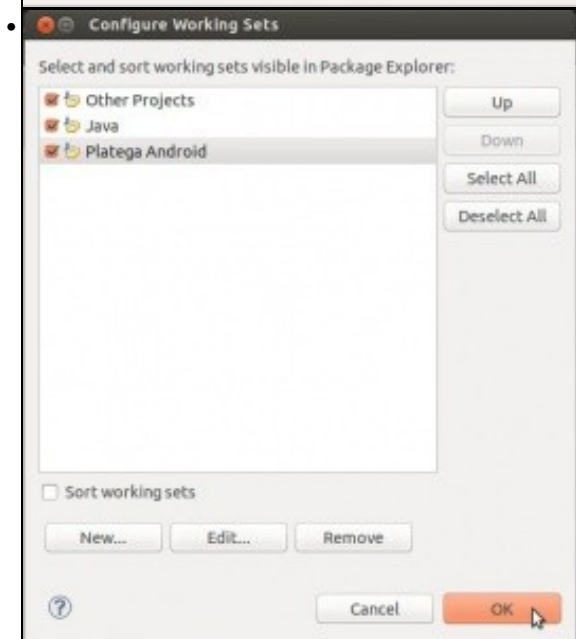 Configure Working Sets
Select and sort working sets visible in Package Explorer:
Other Projects
Java
Platega Android
Up
Down
Select All
Deselect All
Sort working sets
New...
Edit...
Remove
?
Cancel
OK